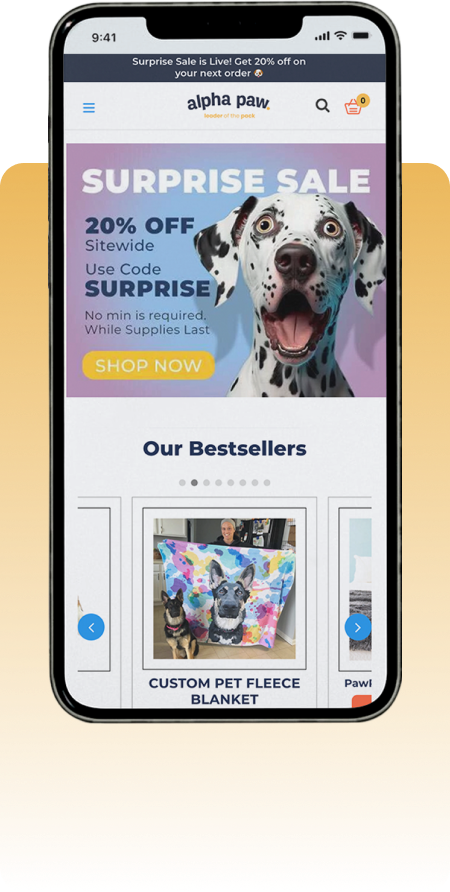 9:41
Surprise Sale is Live! Get 20% off on
your next order 🐶
alpha paw.
leader of the pack
0
SURPRISE SALE
20% OFF
Sitewide
Use Code
SURPRISE
No min is required.
While Supplies Last
SHOP NOW
Our Bestsellers
CUSTOM PET FLEECE
BLANKET